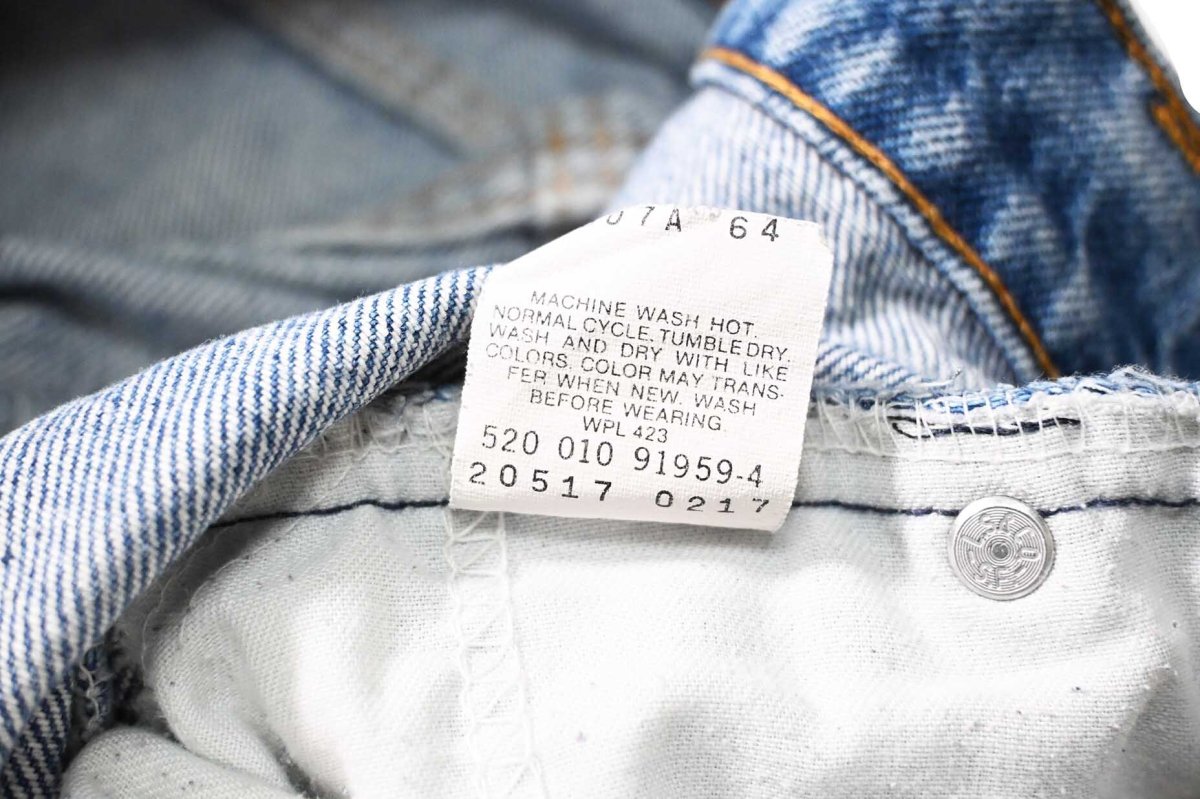 07A 64
MACHINE WASH HOT.
NORMAL CYCLE. TUMBLE DRY.
WASH AND DRY WITH LIKE
COLORS. COLOR MAY TRANS-
FER WHEN NEW. WASH
BEFORE WEARING.
WPL 423
520 010 91959-4
20517 0217